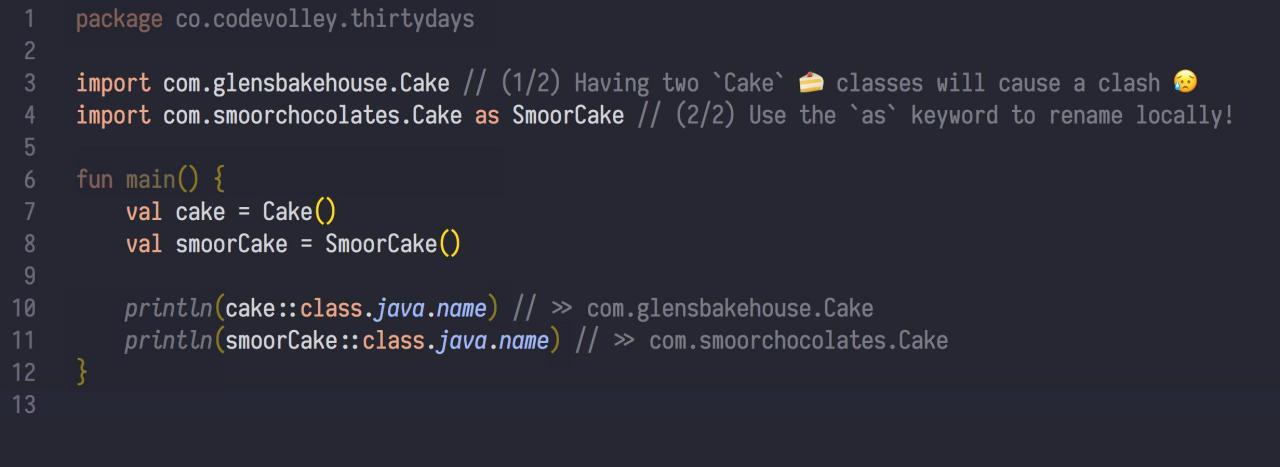 1 package co.codevolley.thirtydays
2
3 import com.glensbakehouse.Cake // (1/2) Having two `Cake` 🍰 classes will cause a clash 😥
4 import com.smoorchocolates.Cake as SmoorCake // (2/2) Use the `as` keyword to rename locally!
5
6 fun main() {
7     val cake = Cake()
8     val smoorCake = SmoorCake()
9
10     println(cake::class.java.name) // >> com.glensbakehouse.Cake
11     println(smoorCake::class.java.name) // >> com.smoorchocolates.Cake
12 }
13